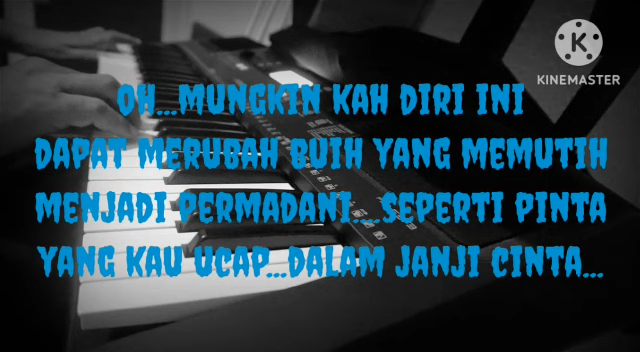 KINEMASTER
OH...MUNGKIN KAH DIRI INI
DAPAT MERUBAH BUIH YANG MEMUTIH
MENJADI PERMADANI...SEPERTI PINTA
YANG KAU UCAP...DALAM JANJI CINTA...